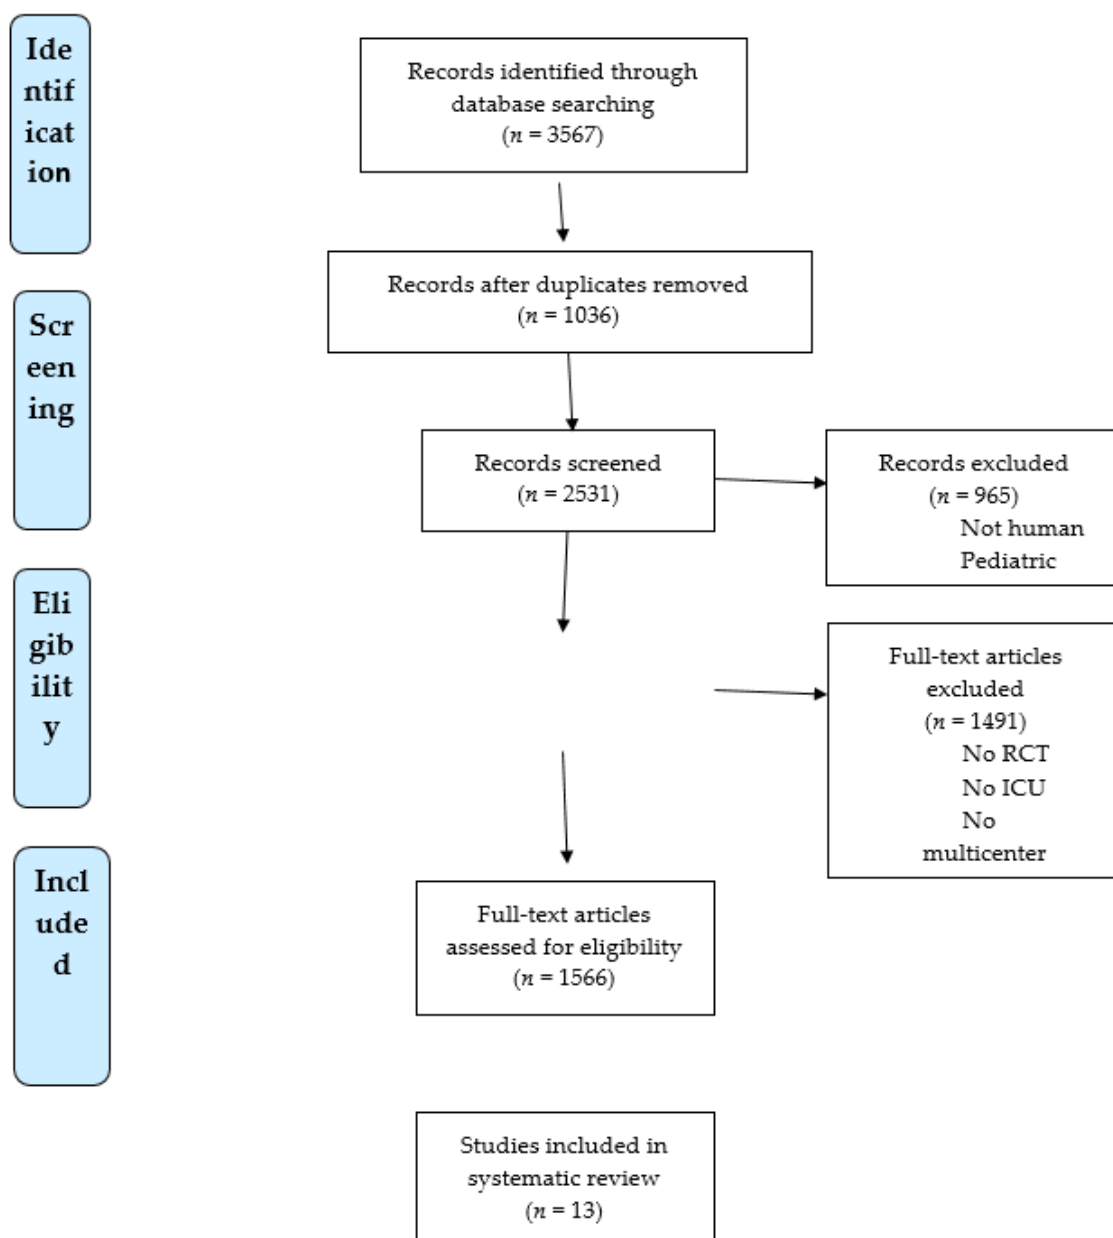 Ide
ntif
icat
ion
Records identified through
database searching
(n = 3567)
Records after duplicates removed
(n = 1036)
Scr
een
ing
Records screened
(n = 2531)
Records excluded
(n = 965)
Not human
Pediatric
Eli
gib
ilit
y
Full-text articles
excluded
(n = 1491)
No RCT
No ICU
No
multicenter
Incl
ude
d
Full-text articles
assessed for eligibility
(n = 1566)
Studies included in
systematic review
(n = 13)